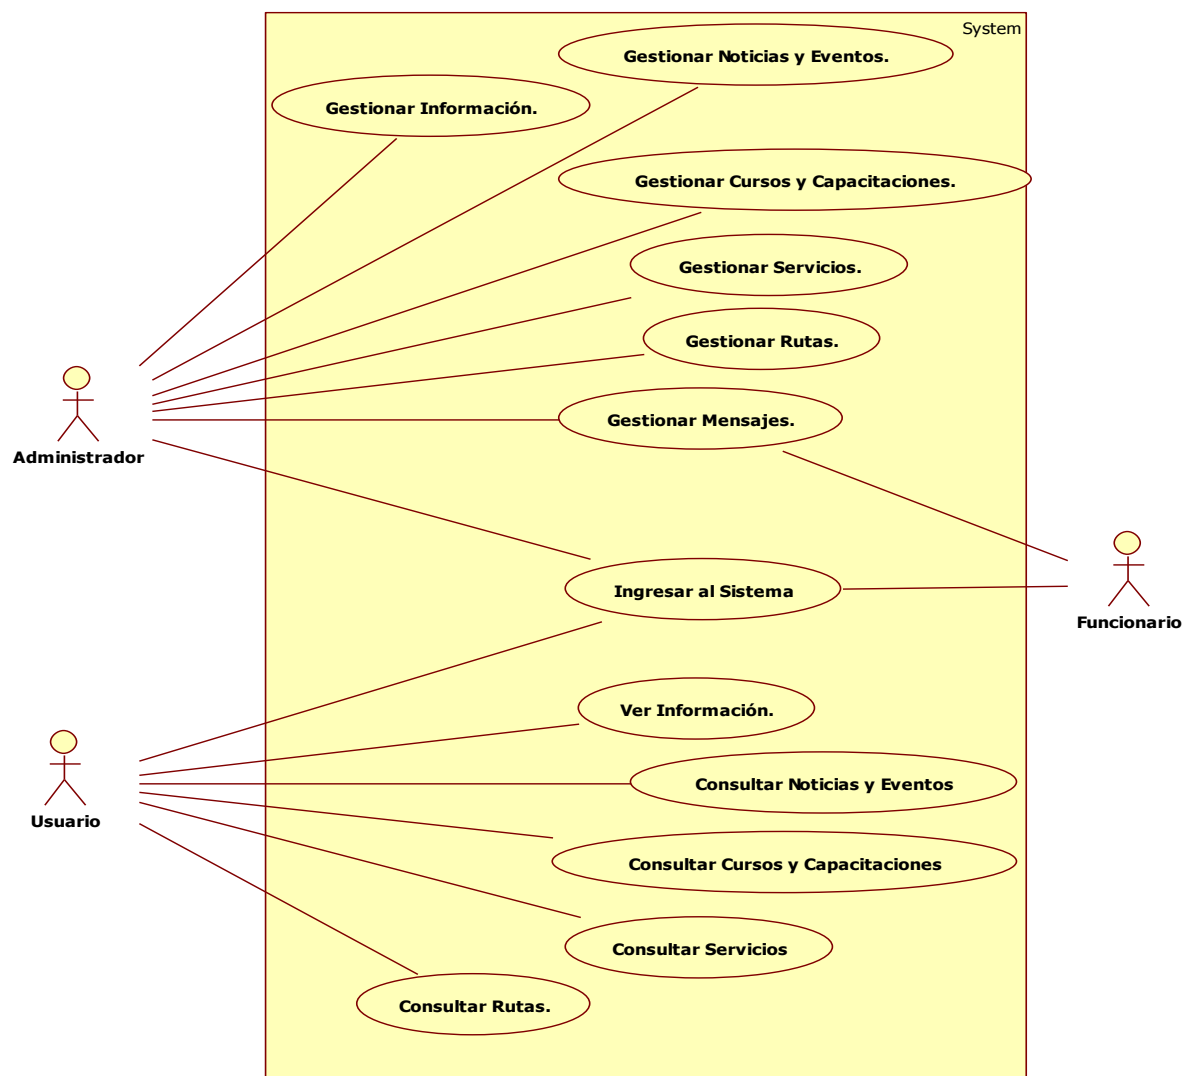 System
Gestionar Noticias y Eventos.
Gestionar Información.
Gestionar Cursos y Capacitaciones.
Gestionar Servicios.
Gestionar Rutas.
Gestionar Mensajes.
Administrador
Ingresar al Sistema
Funcionario
Ver Información.
Consultar Noticias y Eventos
Usuario
Consultar Cursos y Capacitaciones
Consultar Servicios
Consultar Rutas.